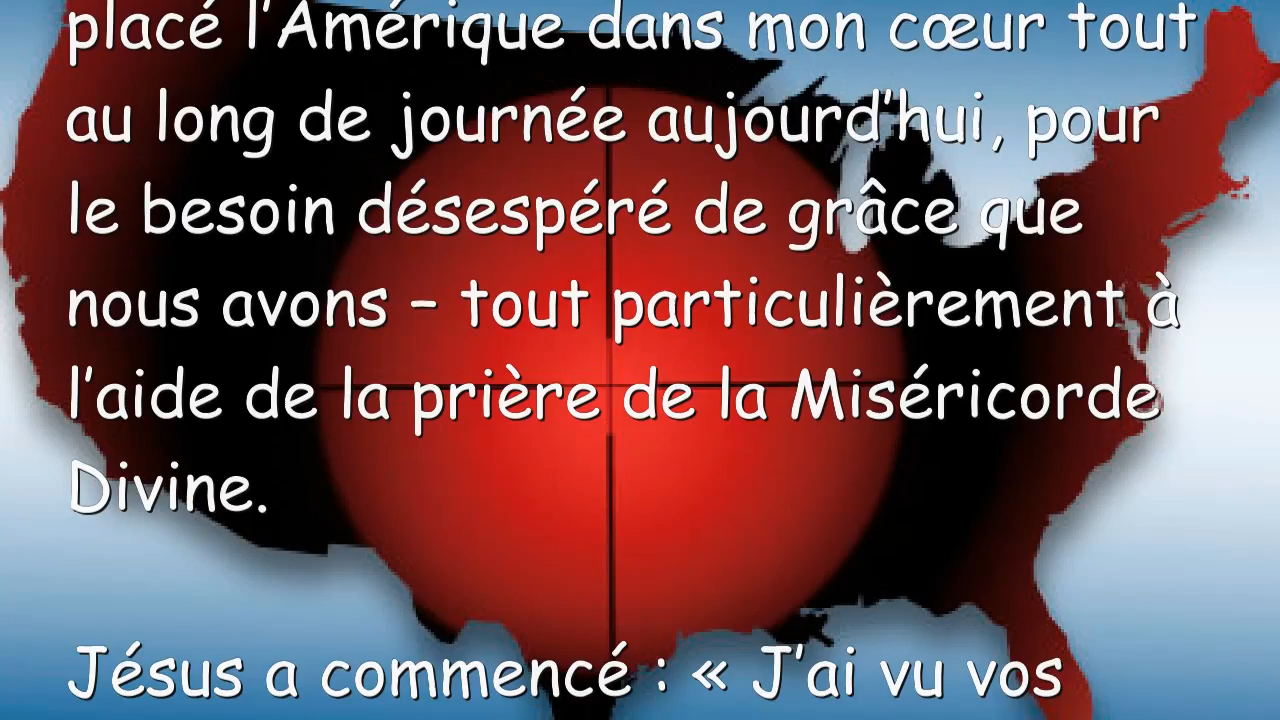 placé l’Amérique dans mon cœur tout
au long de journée aujourd’hui, pour
le besoin désespéré de grâce que
nous avons – tout particulièrement à
l’aide de la prière de la Miséricorde
Divine.
Jésus a commencé : « J’ai vu vos